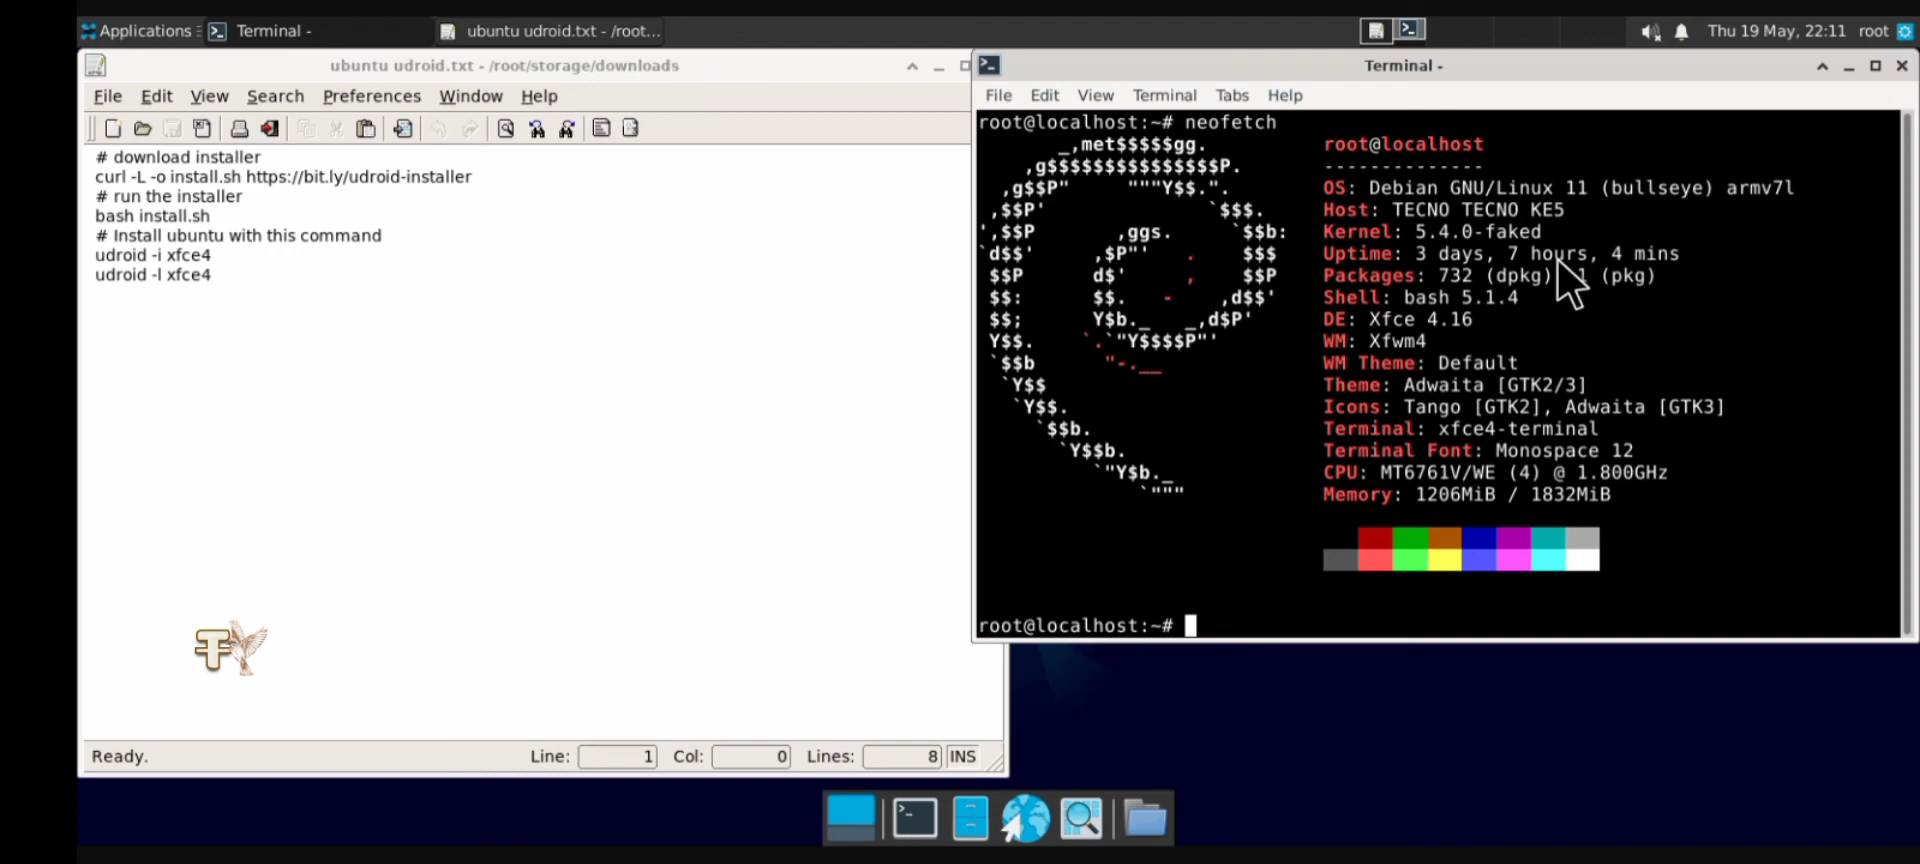 Applications
Terminal -
ubuntu udroid.txt - /root...
Thu 19 May, 22:11
root
ubuntu udroid.txt - /root/storage/downloads
File Edit View Search Preferences Window Help
# download installer
curl -L -o install.sh https://bit.ly/udroid-installer
# run the installer
bash install.sh
# Install ubuntu with this command
udroid -i xfce4
udroid -l xfce4
Ready.
Line: 1 Col: 0 Lines: 8 INS
Terminal -
File Edit View Terminal Tabs Help
root@localhost:~# neofetch
root@localhost
--------------
OS: Debian GNU/Linux 11 (bullseye) armv7l
Host: TECNO TECNO KE5
Kernel: 5.4.0-faked
Uptime: 3 days, 7 hours, 4 mins
Packages: 732 (dpkg) (pkg)
Shell: bash 5.1.4
DE: Xfce 4.16
WM: Xfwm4
WM Theme: Default
Theme: Adwaita [GTK2/3]
Icons: Tango [GTK2], Adwaita [GTK3]
Terminal: xfce4-terminal
Terminal Font: Monospace 12
CPU: MT6761V/WE (4) @ 1.800GHz
Memory: 1206MiB / 1832MiB
root@localhost:~#